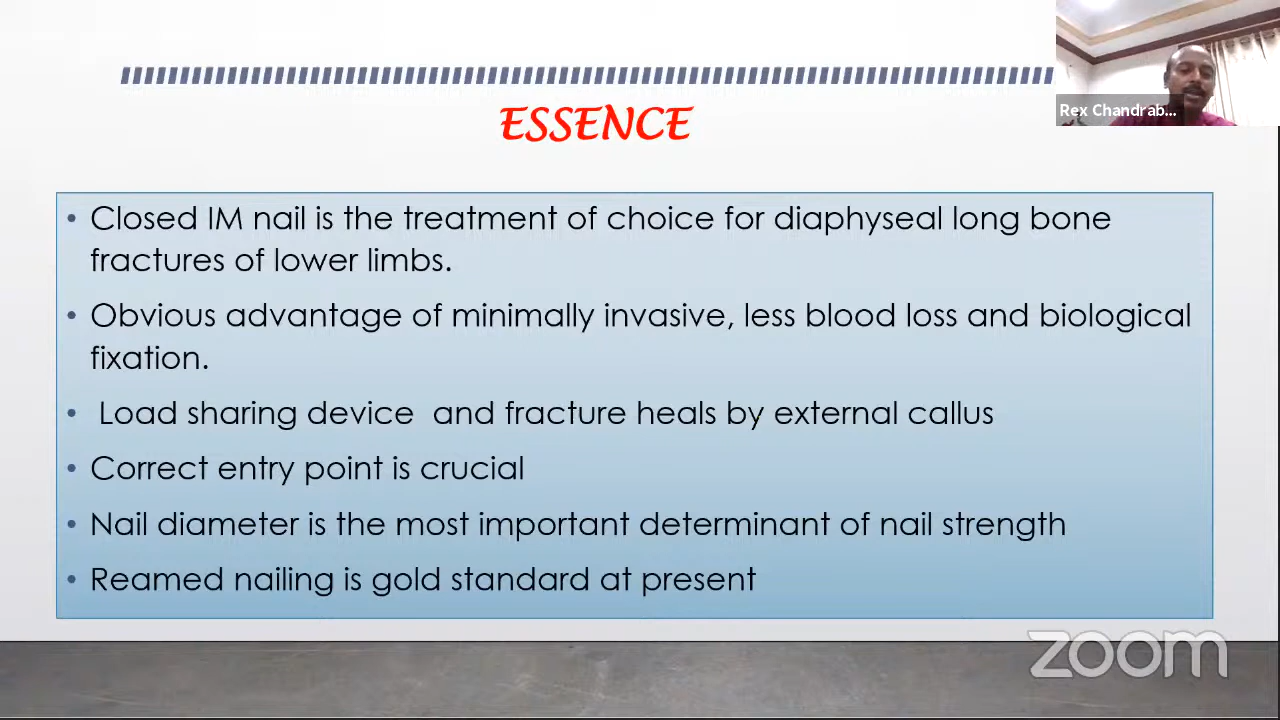 Rex Chandrab...
ESSENCE
• Closed IM nail is the treatment of choice for diaphyseal long bone
fractures of lower limbs.
• Obvious advantage of minimally invasive, less blood loss and biological
fixation.
• Load sharing device and fracture heals by external callus
• Correct entry point is crucial
• Nail diameter is the most important determinant of nail strength
• Reamed nailing is gold standard at present
zoom